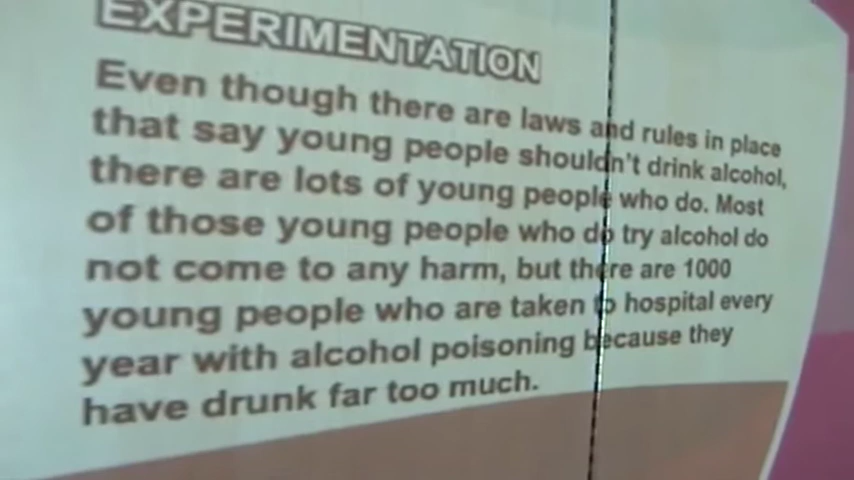 EXPERIMENTATION
Even though there are laws and rules in place
that say young people shouldn't drink alcohol,
there are lots of young people who do. Most
of those young people who do try alcohol do
not come to any harm, but there are 1000
young people who are taken to hospital every
year with alcohol poisoning because they
have drunk far too much.